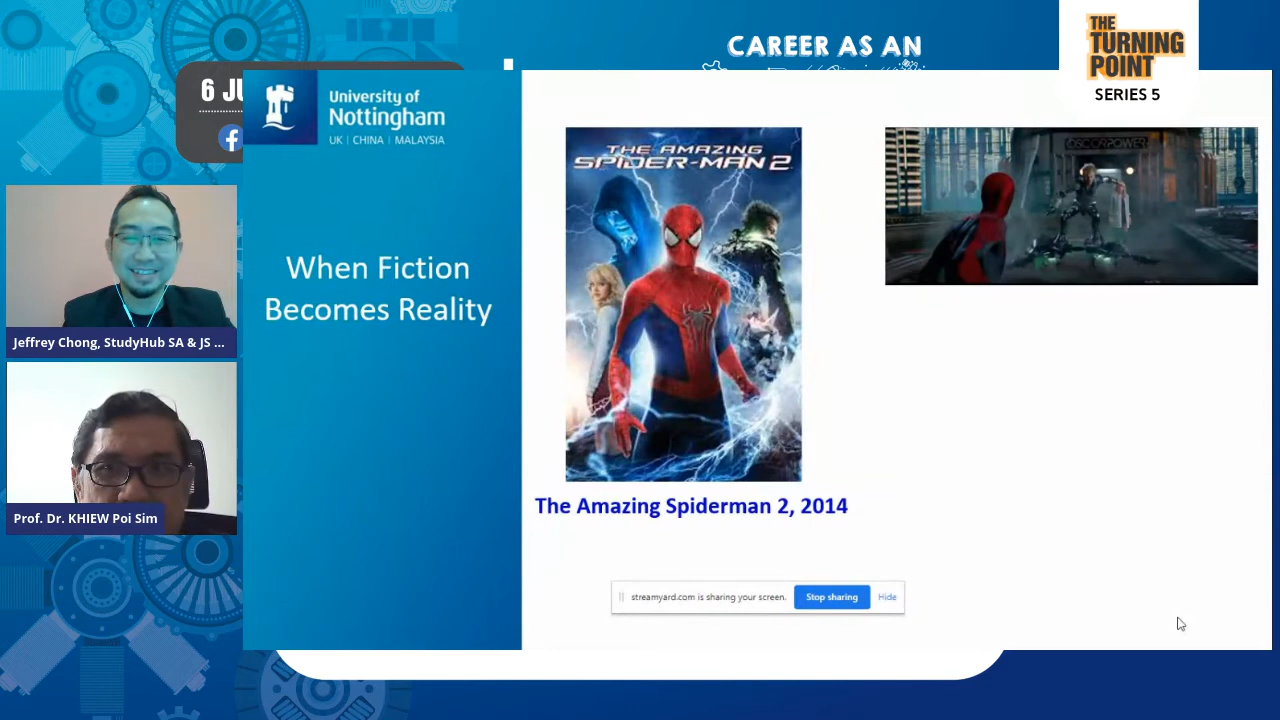 CAREER AS AN
THE
TURNING
POINT
SERIES 5
6 JU
University of
Nottingham
UK | CHINA | MALAYSIA
When Fiction
Becomes Reality
THE AMAZING
SPIDER-MAN 2
OSCORPOWER
The Amazing Spiderman 2, 2014
Jeffrey Chong, StudyHub SA & JS ...
Prof. Dr. KHIEW Poi Sim
streamyard.com is sharing your screen.
Stop sharing
Hide